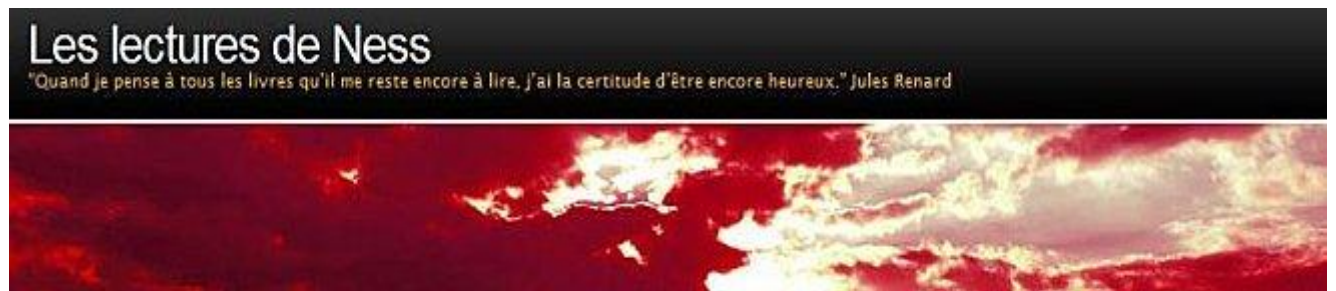 Les lectures de Ness
"Quand je pense à tous les livres qu'il me reste encore à lire, j'ai la certitude d'être encore heureux." Jules Renard